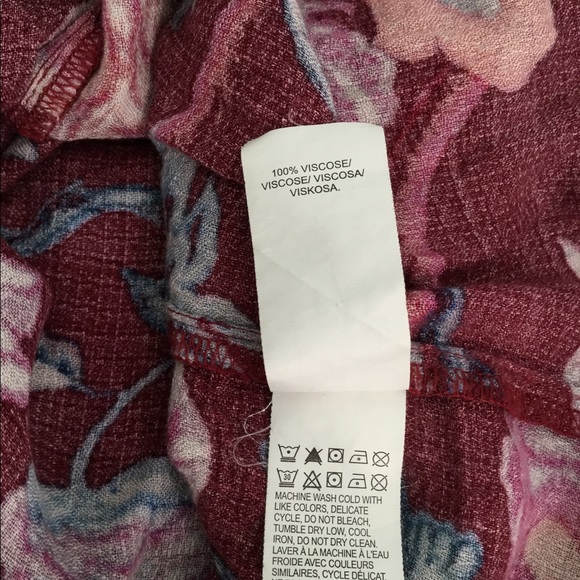 100% VISCOSE/
VISCOSE/ VISCOSA/
VISKOSA.
30
MACHINE WASH COLD WITH
LIKE COLORS, DELICATE
CYCLE, DO NOT BLEACH,
TUMBLE DRY LOW, COOL
IRON, DO NOT DRY CLEAN.
LAVER À LA MACHINE À L'EAU
FROIDE AVEC COULEURS
SIMILAIRES, CYCLE DÉLICAT,